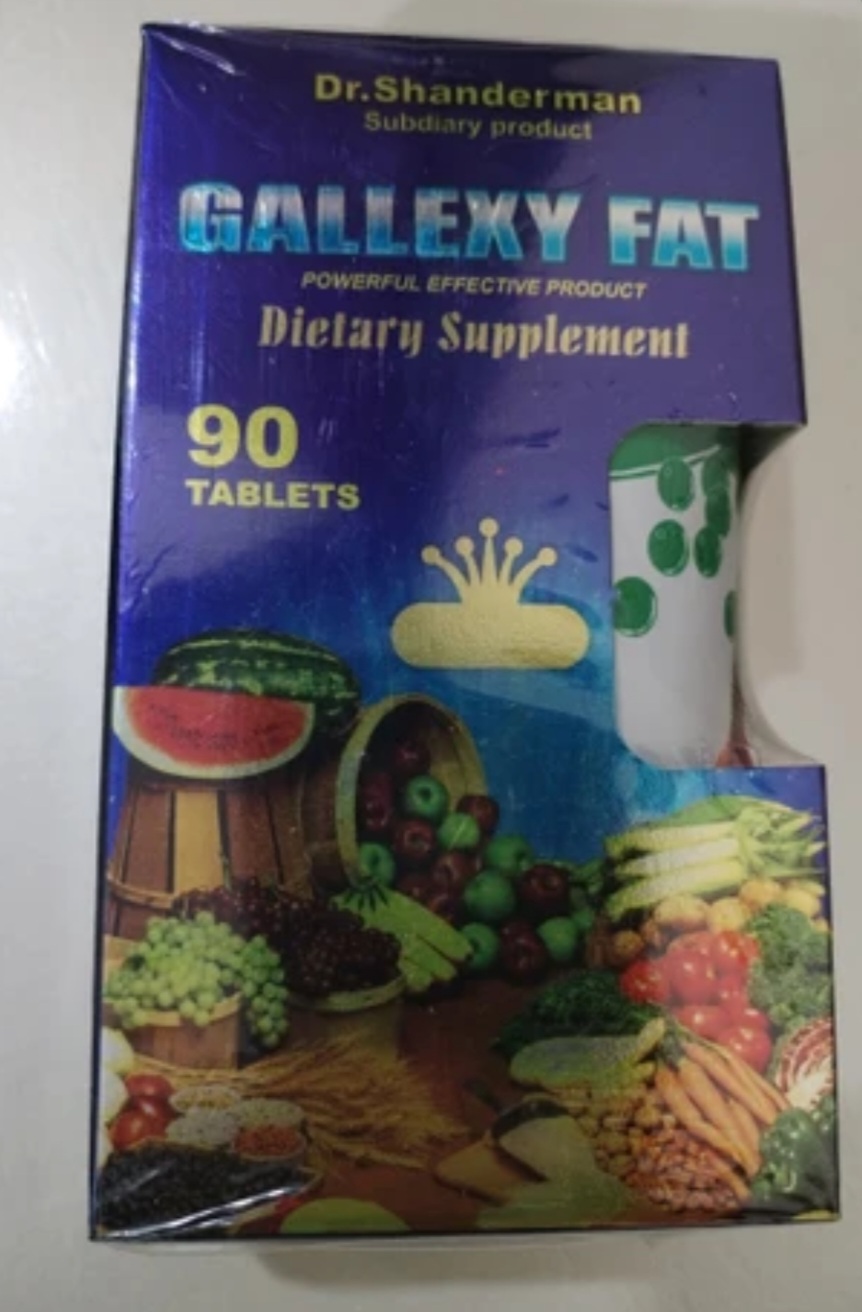 Dr.Shanderman
Subdiary product
GALLEXY FAT
POWERFUL EFFECTIVE PRODUCT
Dietary Supplement
90
TABLETS